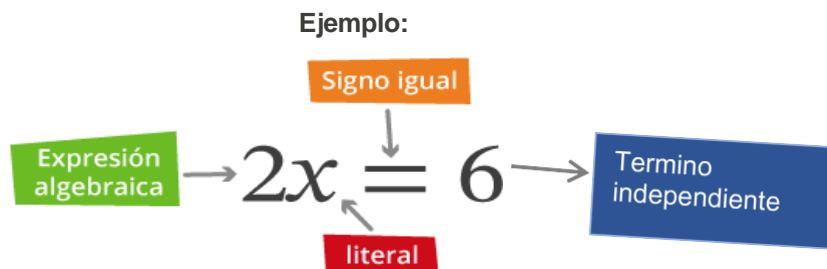 Ejemplo:
Signo igual
Expresión
algebraica
2x = 6
Termino
independiente
literal